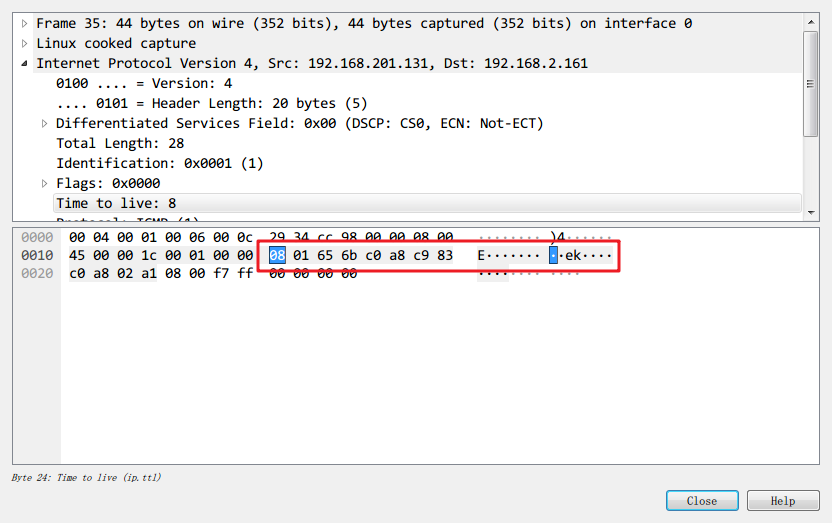 Frame 35: 44 bytes on wire (352 bits), 44 bytes captured (352 bits) on interface 0
Linux cooked capture
Internet Protocol Version 4, Src: 192.168.201.131, Dst: 192.168.2.161
0100 .... = Version: 4
.... 0101 = Header Length: 20 bytes (5)
Differentiated Services Field: 0x00 (DSCP: CS0, ECN: Not-ECT)
Total Length: 28
Identification: 0x0001 (1)
Flags: 0x0000
Time to live: 8
Protocol: ICMP (1)
0000 00 04 00 01 00 06 00 0c 29 34 cc 98 00 00 08 00 ........ )4......
0010 45 00 00 1c 00 01 00 00 08 01 65 6b c0 a8 c9 83 E....... ..ek....
0020 c0 a8 02 a1 08 00 f7 ff 00 00 00 00 ........ ....
Byte 24: Time to live (ip.ttl)
Close Help